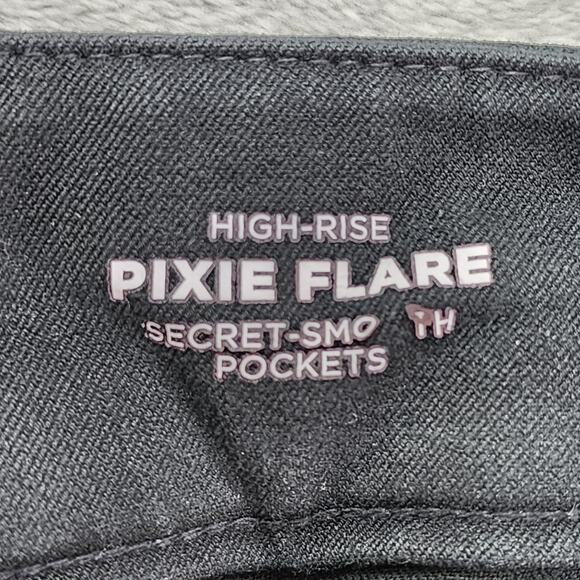 HIGH-RISE
PIXIE FLARE
SECRET-SMO TH
POCKETS